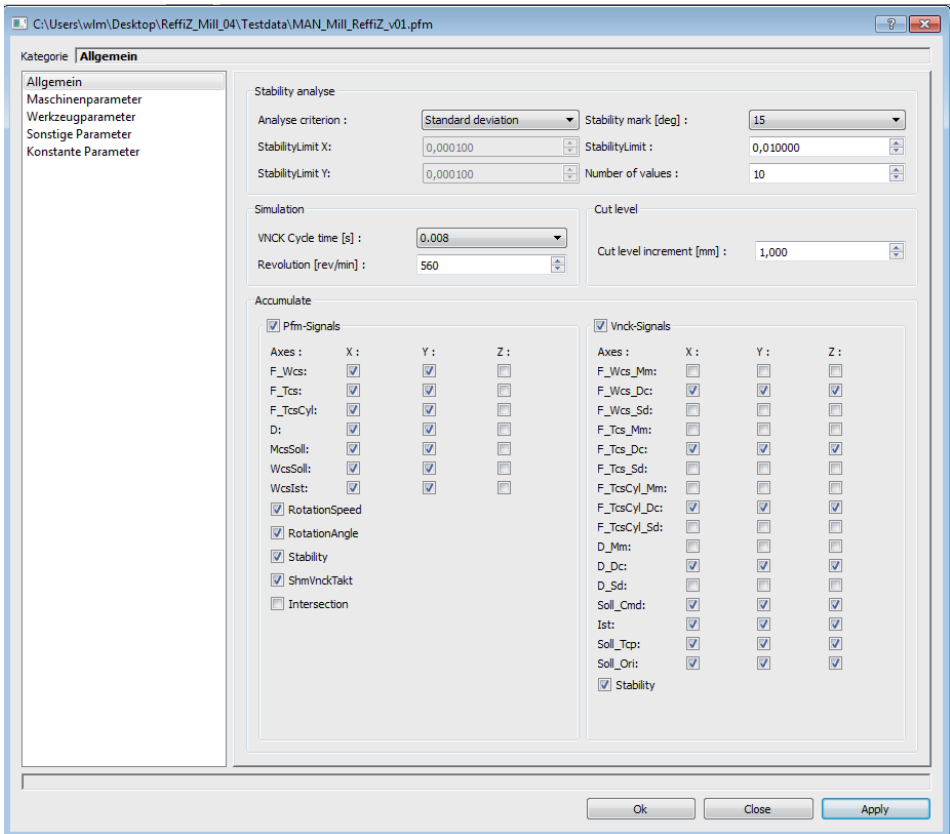 C:\Users\wlm\Desktop\ReffiZ_Mill_04\Testdata\MAN_Mill_ReffiZ_v01.pfm
Kategorie Allgemein
Allgemein
Maschinenparameter
Werkzeugparameter
Sonstige Parameter
Konstante Parameter
Stability analyse
Analyse criterion : Standard deviation Stability mark [deg] : 15
StabilityLimit X: 0,000100 StabilityLimit : 0,010000
StabilityLimit Y: 0,000100 Number of values : 10
Simulation
VNCK Cycle time [s] : 0.008
Revolution [rev/min] : 560
Cut level
Cut level increment [mm] : 1,000
Accumulate
Pfm-Signals
Axes : X : Y : Z :
F_Wcs:
F_Tcs:
F_TcsCyl:
D:
McsSoll:
WcsSoll:
WcsIst:
RotationSpeed
RotationAngle
Stability
ShmVnckTakt
Intersection
Vnck-Signals
Axes : X : Y : Z :
F_Wcs_Mm:
F_Wcs_Dc:
F_Wcs_Sd:
F_Tcs_Mm:
F_Tcs_Dc:
F_Tcs_Sd:
F_TcsCyl_Mm:
F_TcsCyl_Dc:
F_TcsCyl_Sd:
D_Mm:
D_Dc:
D_Sd:
Soll_Cmd:
Ist:
Soll_Tcp:
Soll_Ori:
Stability
Ok Close Apply